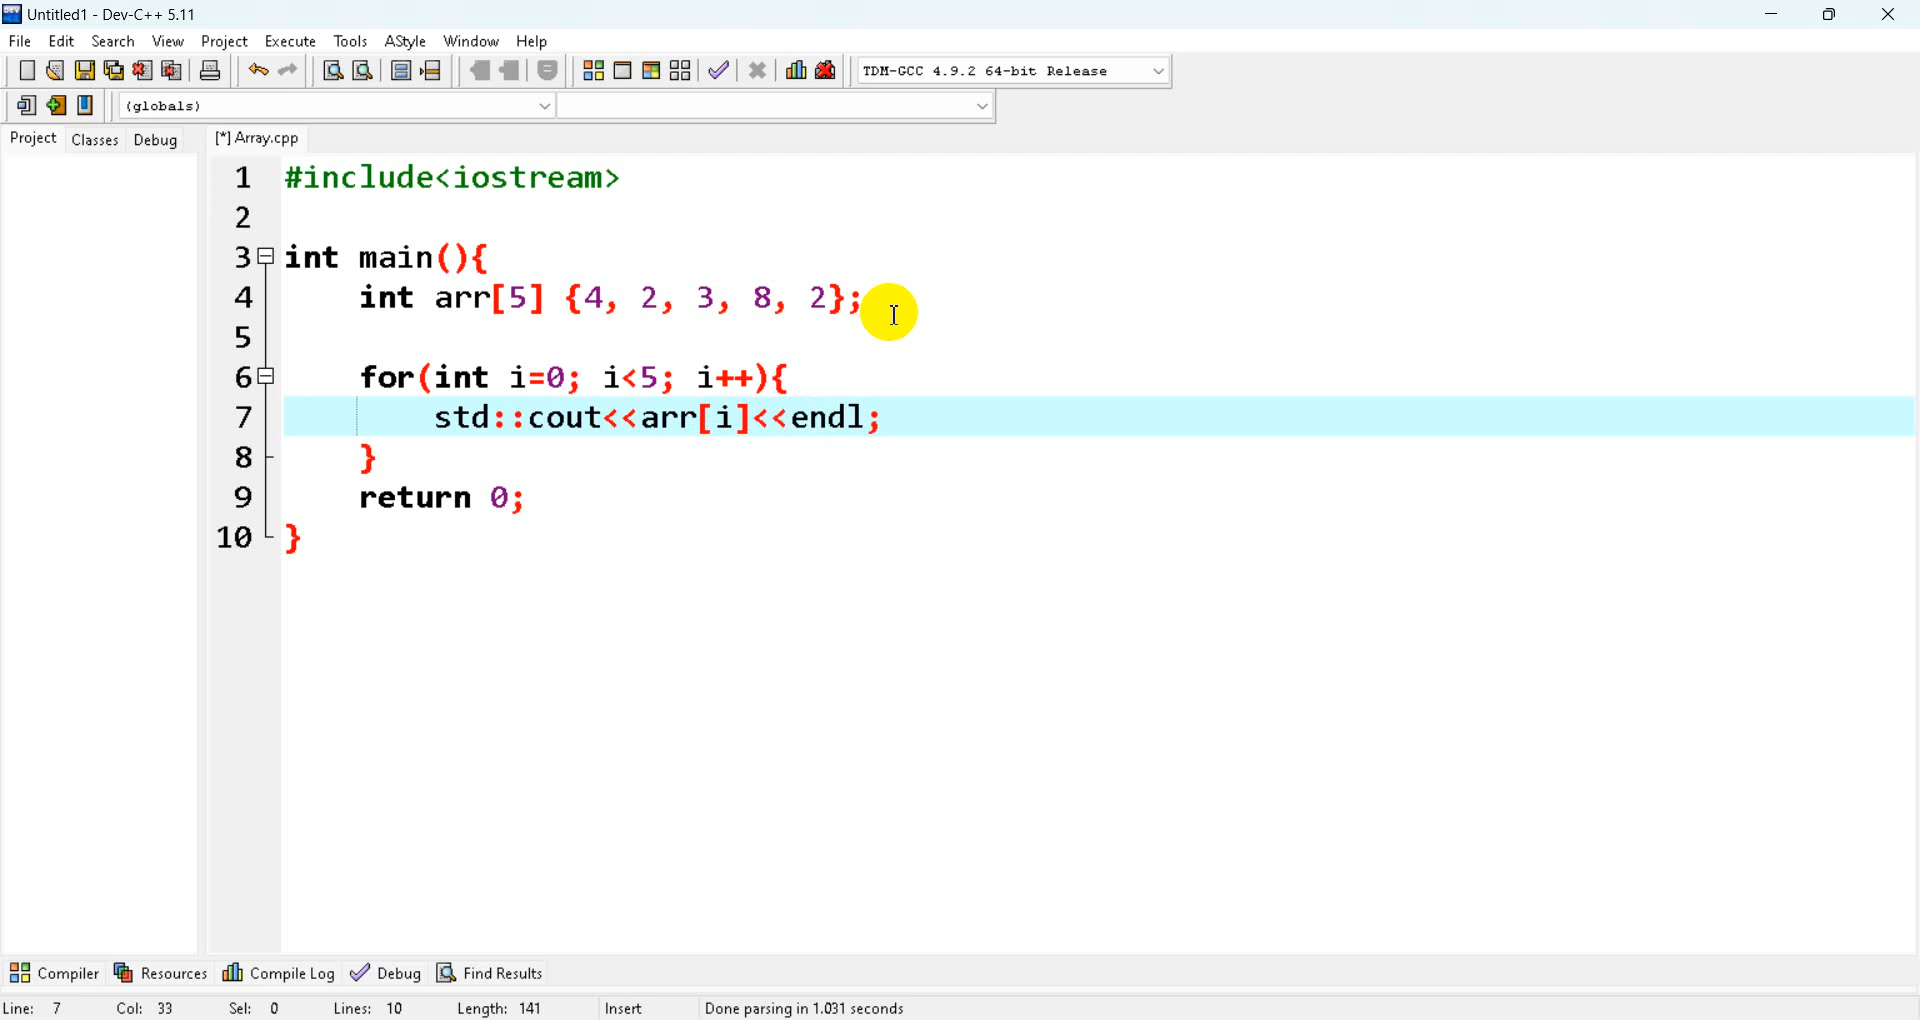 Untitled1 - Dev-C++ 5.11
File Edit Search View Project Execute Tools AStyle Window Help
TDM-GCC 4.9.2 64-bit Release
(globals)
Project Classes Debug [*] Array.cpp
1 #include<iostream>
2
3 int main(){
4 int arr[5] {4, 2, 3, 8, 2};
5
6 for(int i=0; i<5; i++){
7 std::cout<<arr[i]<<endl;
8 }
9 return 0;
10 }
Compiler Resources Compile Log Debug Find Results
Line: 7 Col: 33 Sel: 0 Lines: 10 Length: 141 Insert Done parsing in 1.031 seconds